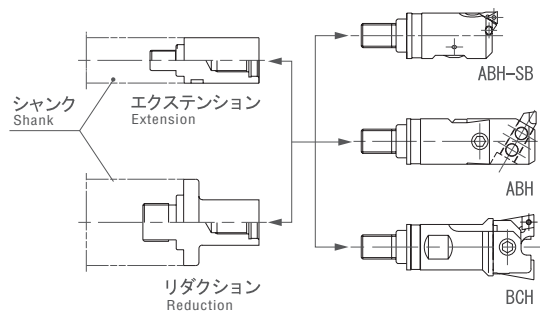 シャンク
Shank
エクステンション
Extension
リダクション
Reduction
ABH-SB
ABH
BCH